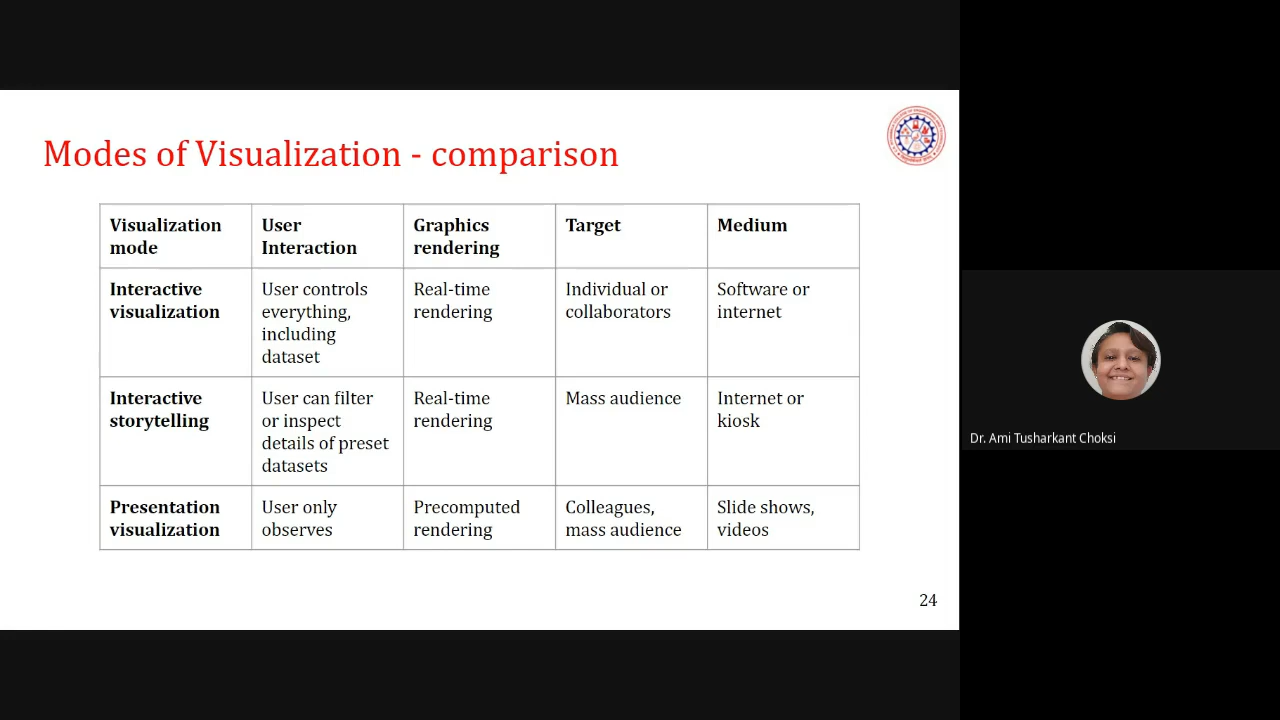 Modes of Visualization - comparison
Visualization
mode
User
Interaction
Graphics
rendering
Target
Medium
Interactive
visualization
User controls
everything,
including
dataset
Real-time
rendering
Individual or
collaborators
Software or
internet
Interactive
storytelling
User can filter
or inspect
details of preset
datasets
Real-time
rendering
Mass audience
Internet or
kiosk
Presentation
visualization
User only
observes
Precomputed
rendering
Colleagues,
mass audience
Slide shows,
videos
24
Dr. Ami Tusharkant Choksi